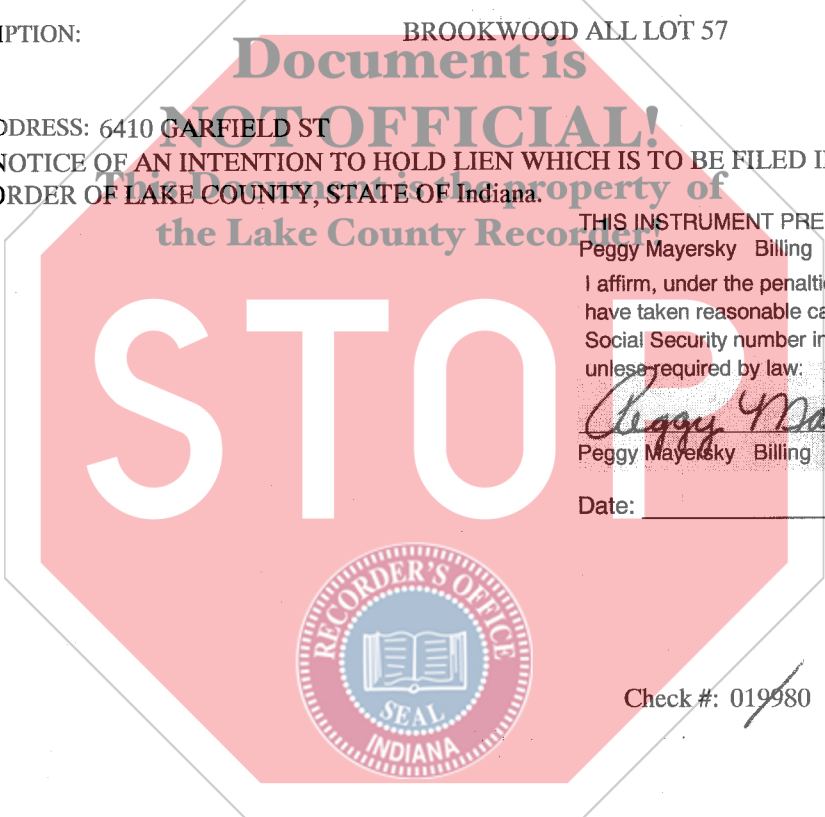 IPTION: BROOKWOOD ALL LOT 57
Document is
NOT OFFICIAL!
DDRESS: 6410 GARFIELD ST
NOTICE OF AN INTENTION TO HOLD LIEN WHICH IS TO BE FILED I
This Document is the property of
ORDER OF LAKE COUNTY, STATE OF Indiana.
the Lake County Recorder!
THIS INSTRUMENT PRE
Peggy Mayersky Billing
I affirm, under the penalti
have taken reasonable ca
Social Security number in
unless required by law:
Peggy Ma
Peggy Mayersky Billing
Date:
STOP
RECORDER'S OFFICE
SEAL
INDIANA
Check #: 019980